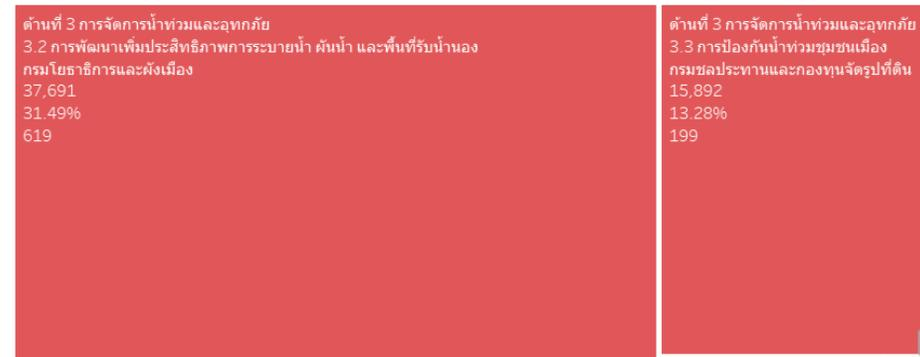 ด้านที่ 3 การจัดการน้ำท่วมและอุทกภัย
3.2 การพัฒนาเพิ่มประสิทธิภาพการระบายน้ำ ผันน้ำ และพื้นที่รับน้ำนอง
กรมโยธาธิการและผังเมือง
37,691
31.49%
619
ด้านที่ 3 การจัดการน้ำท่วมและอุทกภัย
3.3 การป้องกันน้ำท่วมชุมชนเมือง
กรมชลประทานและกองทุนจัดรูปที่ดิน
15,892
13.28%
199